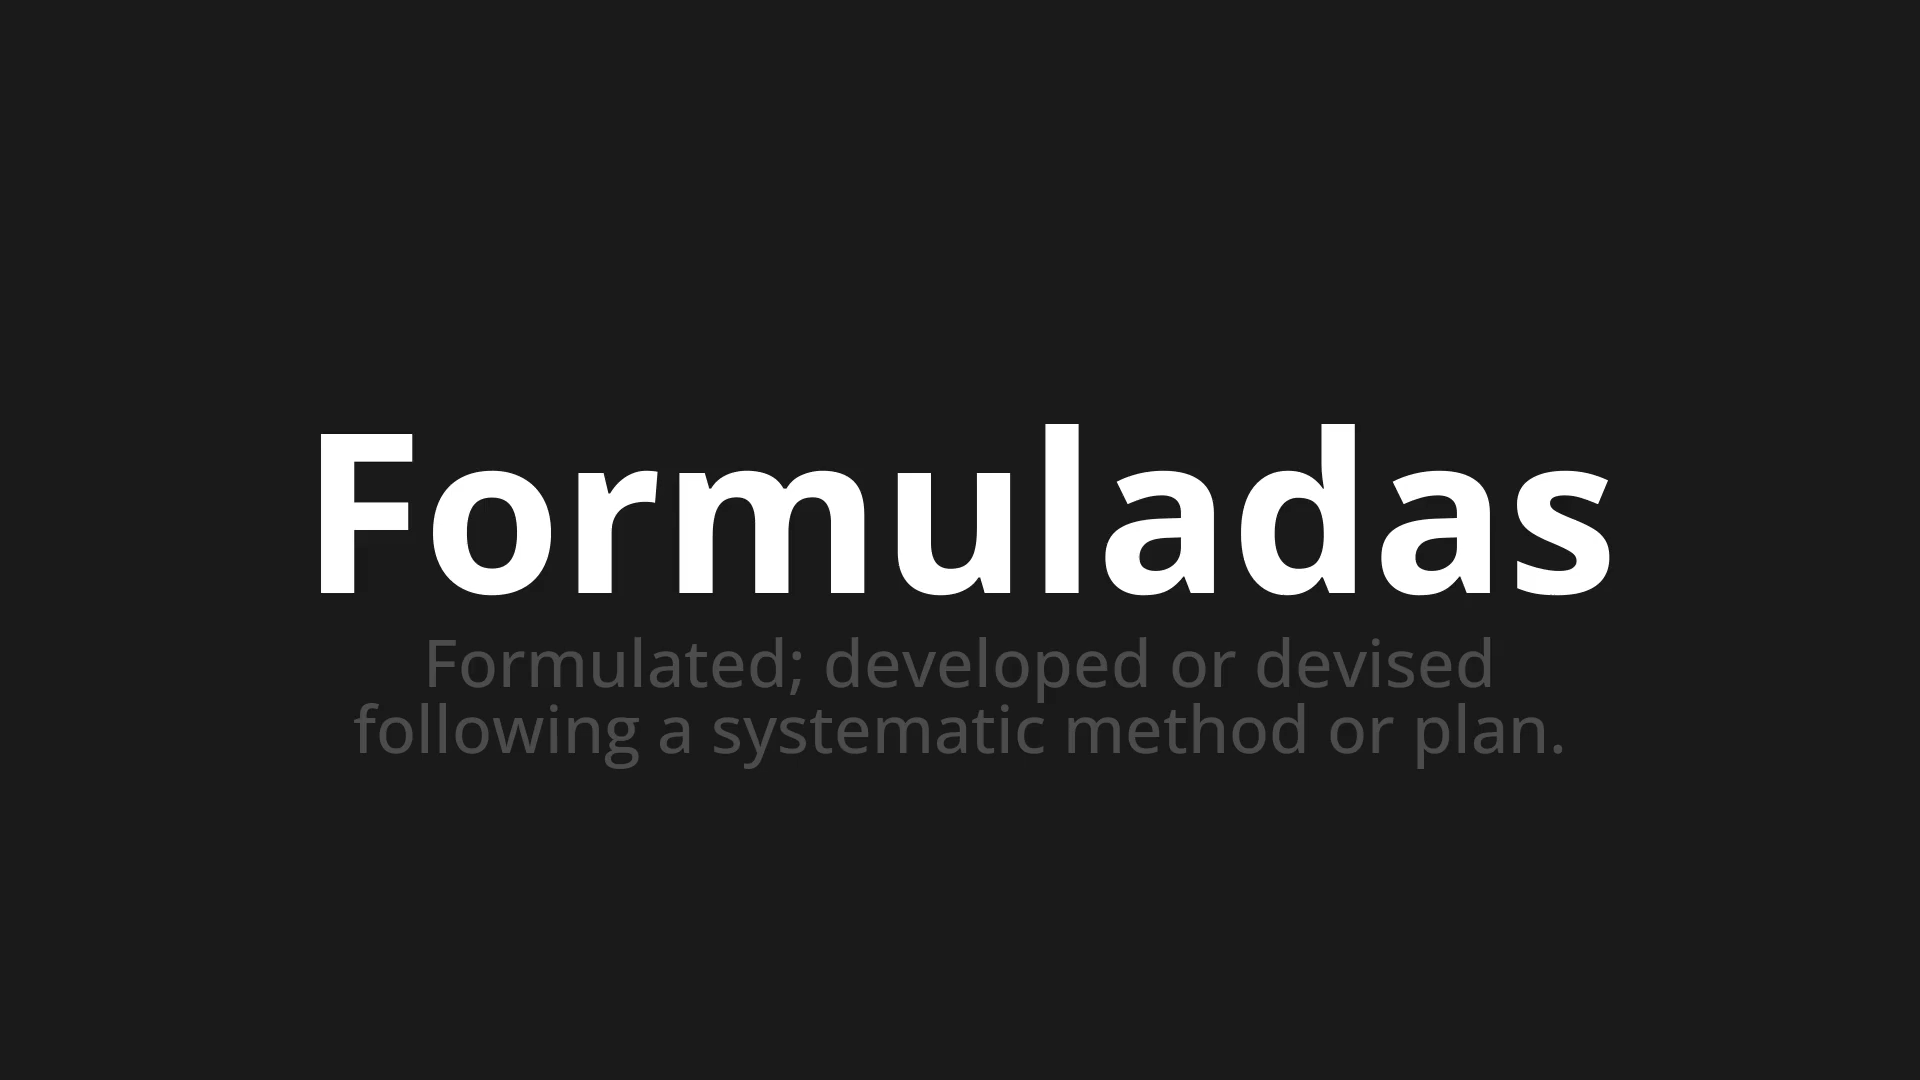 Formuladas
Formulated; developed or devised
following a systematic method or plan.